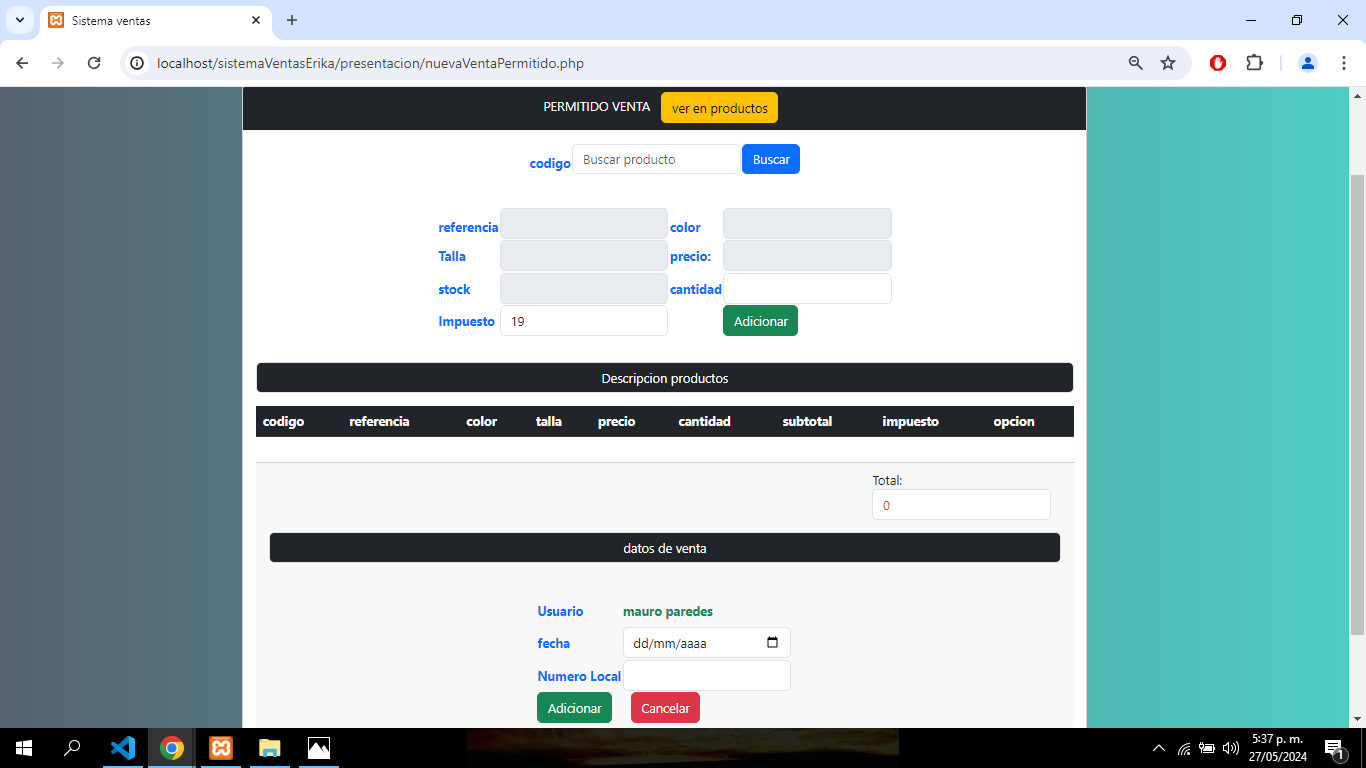 Sistema ventas
localhost/sistemaVentasErika/presentacion/nuevaVentaPermitido.php
PERMITIDO VENTA ver en productos
codigo Buscar producto Buscar
referencia color
Talla precio:
stock cantidad
Impuesto 19 Adicionar
Descripcion productos
codigo referencia color talla precio cantidad subtotal impuesto opcion
Total:
0
datos de venta
Usuario mauro paredes
fecha dd/mm/aaaa
Numero Local
Adicionar Cancelar
5:37 p. m.
27/05/2024
1